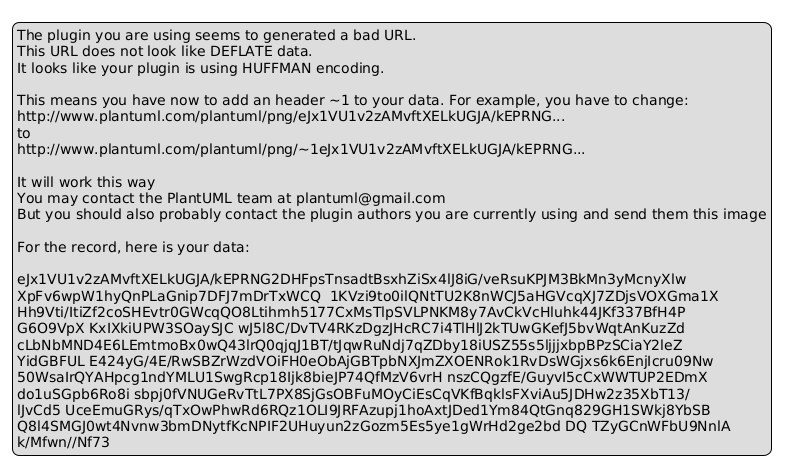 The plugin you are using seems to generated a bad URL.
This URL does not look like DEFLATE data.
It looks like your plugin is using HUFFMAN encoding.
This means you have now to add an header ~1 to your data. For example, you have to change:
http://www.plantuml.com/plantuml/png/eJx1VU1v2zAMvftXELkUGJA/kEPRNG...
to
http://www.plantuml.com/plantuml/png/~1eJx1VU1v2zAMvftXELkUGJA/kEPRNG...
It will work this way
You may contact the PlantUML team at plantuml@gmail.com
But you should also probably contact the plugin authors you are currently using and send them this image
For the record, here is your data:
eJx1VU1v2zAMvftXELkUGJA/kEPRNG2DHFpsTnsadtBsxhZiSx4lJ8iG/veRsuKPJM3BkMn3yMcnyXlw
XpFv6wpW1hyQnPLaGnip7DFJ7mDrTxWCQ  1KVzi9to0ilQNtTU2K8nWCJ5aHGVcqXJ7ZDjsVOXGma1X
Hh9Vti/ItiZf2coSHEvtr0GWcqQO8Ltihmh5177CxMsTlpSVLPNKM8y7AvCkVcHluhk44JKf337BfH4P
G6O9VpX KxIXkiUPW3SOaySJC wJ5l8C/DvTV4RKzDgzJHcRC7i4TlHlJ2kTUwGKefJ5bvWqtAnKuzZd
cLbNbMND4E6LEmtmoBx0wQ43lrQ0qjqJ1BT/tJqwRuNdj7qZDby18iUSZ55s5ljjjxbpBPzSCiaY2leZ
YidGBFUL E424yG/4E/RwSBZrWzdVOiFH0eObAjGBTpbNXJmZXOENRok1RvDsWGjxs6k6EnjIcru09Nw
50WsaIrQYAHpcg1ndYMLU1SwgRcp18Ijk8bieJP74QfMzV6vrH nszCQgzfE/GuyvI5cCxWWTUP2EDmX
do1uSGpb6Ro8i sbpj0fVNUGeRvTtL7PX8SjGsOBFuMOyCiEsCqVKfBqklsFXviAu5JDHw2z35XbT13/
lJvCd5 UceEmuGRys/qTxOwPhwRd6RQz1OLI9JRFAzupj1hoAxtJDed1Ym84QtGnq829GH1SWkj8YbSB
Q8l4SMGJ0wt4Nvnw3bmDNytfKcNPIF2UHuyun2zGozm5Es5ye1gWrHd2ge2bd DQ TZyGCnWFbU9NnlA
k/Mfwn//Nf73